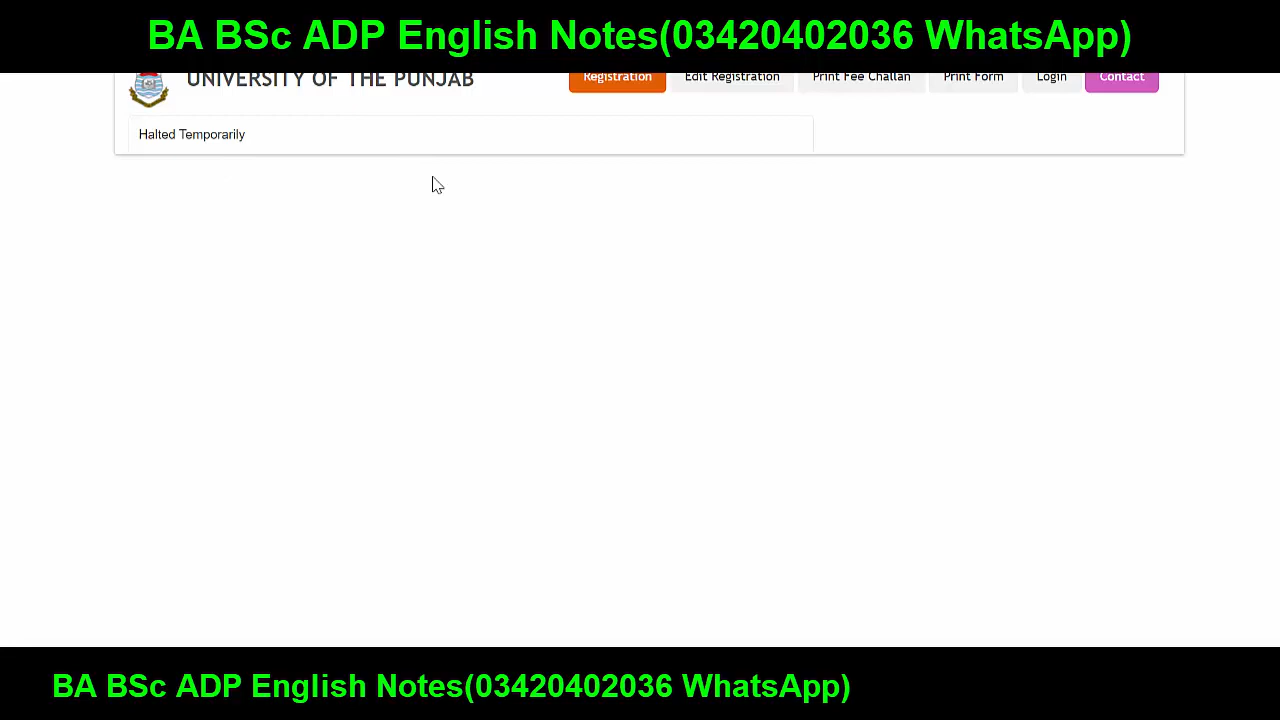 BA BSc ADP English Notes(03420402036 WhatsApp)
UNIVERSITY OF THE PUNJAB
Registration Edit Registration Print Fee Challan Print Form Login Contact
Halted Temporarily
BA BSc ADP English Notes(03420402036 WhatsApp)